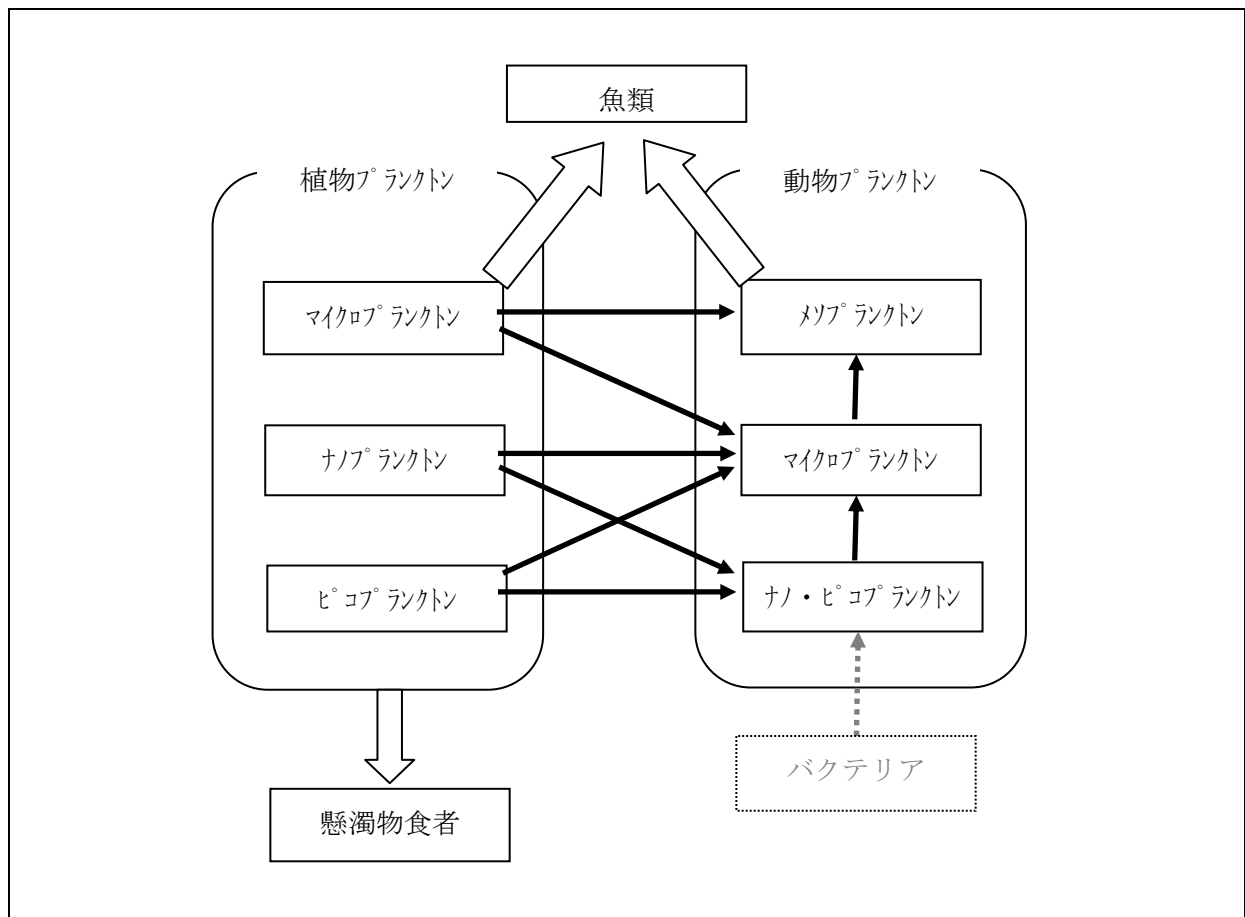 魚類
植物ﾌﾟﾗﾝｸﾄﾝ
動物ﾌﾟﾗﾝｸﾄﾝ
ﾏｲｸﾛﾌﾟﾗﾝｸﾄﾝ
ﾒｿﾌﾟﾗﾝｸﾄﾝ
ﾅﾉﾌﾟﾗﾝｸﾄﾝ
ﾏｲｸﾛﾌﾟﾗﾝｸﾄﾝ
ﾋﾟｺﾌﾟﾗﾝｸﾄﾝ
ﾅﾉ・ﾋﾟｺﾌﾟﾗﾝｸﾄﾝ
バクテリア
懸濁物食者